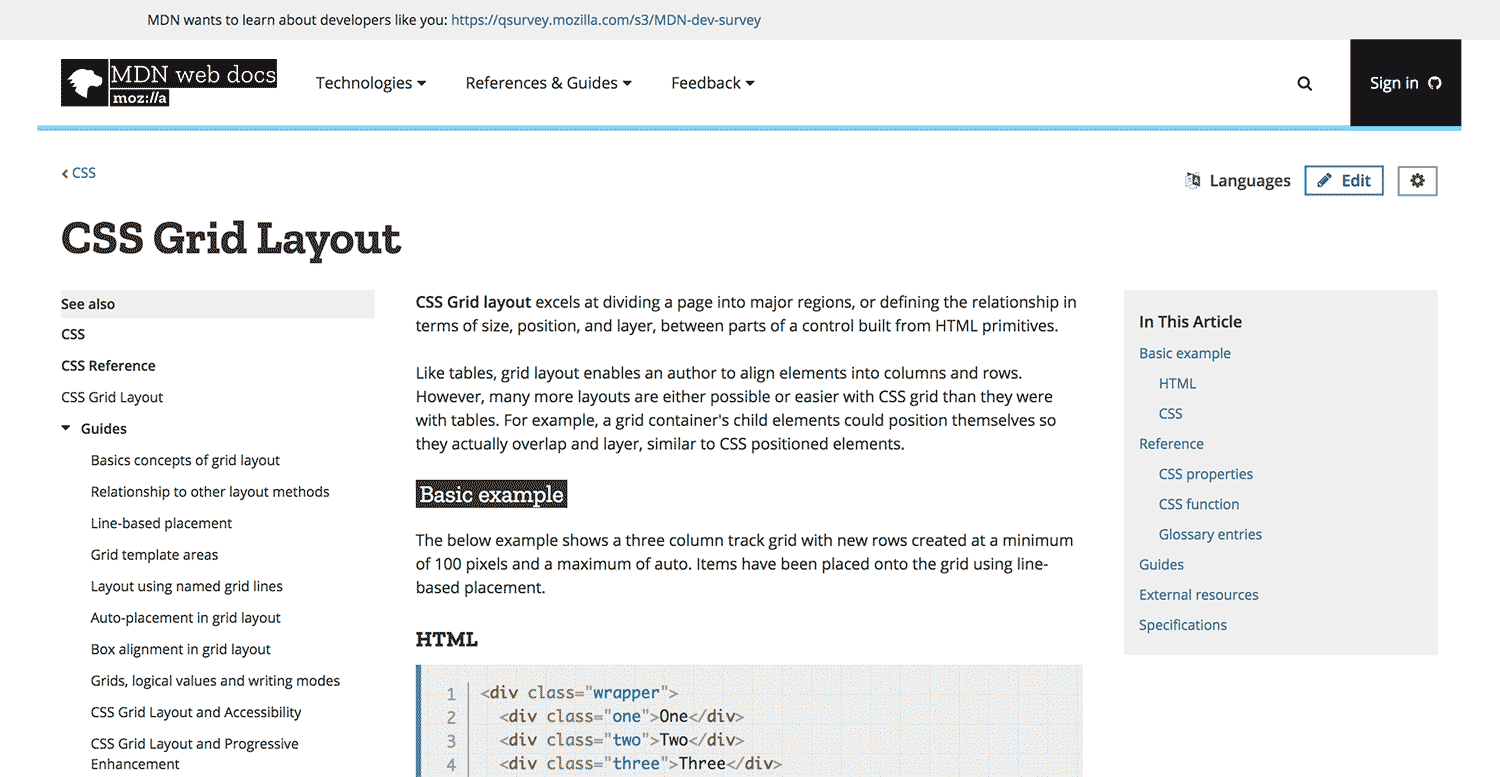 MDN wants to learn about developers like you: https://qsurvey.mozilla.com/s3/MDN-dev-survey
MDN web docs
moz://a
Technologies
References & Guides
Feedback
Sign in
CSS
Languages
Edit
CSS Grid Layout
See also
CSS
CSS Reference
CSS Grid Layout
Guides
Basics concepts of grid layout
Relationship to other layout methods
Line-based placement
Grid template areas
Layout using named grid lines
Auto-placement in grid layout
Box alignment in grid layout
Grids, logical values and writing modes
CSS Grid Layout and Accessibility
CSS Grid Layout and Progressive
Enhancement
CSS Grid layout excels at dividing a page into major regions, or defining the relationship in
terms of size, position, and layer, between parts of a control built from HTML primitives.
Like tables, grid layout enables an author to align elements into columns and rows.
However, many more layouts are either possible or easier with CSS grid than they were
with tables. For example, a grid container's child elements could position themselves so
they actually overlap and layer, similar to CSS positioned elements.
Basic example
The below example shows a three column track grid with new rows created at a minimum
of 100 pixels and a maximum of auto. Items have been placed onto the grid using line-
based placement.
HTML
1 <div class="wrapper">
2 <div class="one">One</div>
3 <div class="two">Two</div>
4 <div class="three">Three</div>
In This Article
Basic example
HTML
CSS
Reference
CSS properties
CSS function
Glossary entries
Guides
External resources
Specifications